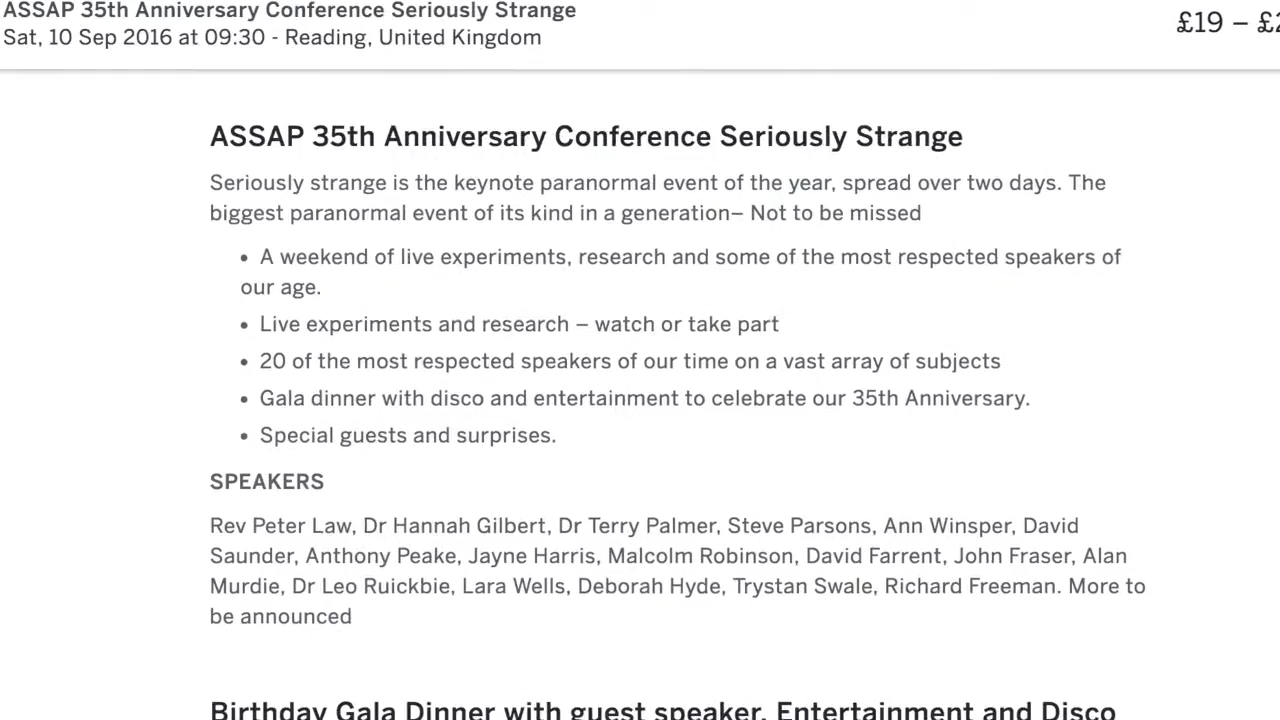 ASSAP 35th Anniversary Conference Seriously Strange
Sat, 10 Sep 2016 at 09:30 - Reading, United Kingdom
£19 – £
ASSAP 35th Anniversary Conference Seriously Strange
Seriously strange is the keynote paranormal event of the year, spread over two days. The
biggest paranormal event of its kind in a generation– Not to be missed
• A weekend of live experiments, research and some of the most respected speakers of
our age.
• Live experiments and research – watch or take part
• 20 of the most respected speakers of our time on a vast array of subjects
• Gala dinner with disco and entertainment to celebrate our 35th Anniversary.
• Special guests and surprises.
SPEAKERS
Rev Peter Law, Dr Hannah Gilbert, Dr Terry Palmer, Steve Parsons, Ann Winsper, David
Saunder, Anthony Peake, Jayne Harris, Malcolm Robinson, David Farrent, John Fraser, Alan
Murdie, Dr Leo Ruickbie, Lara Wells, Deborah Hyde, Trystan Swale, Richard Freeman. More to
be announced
Birthday Gala Dinner with guest speaker, Entertainment and Disco